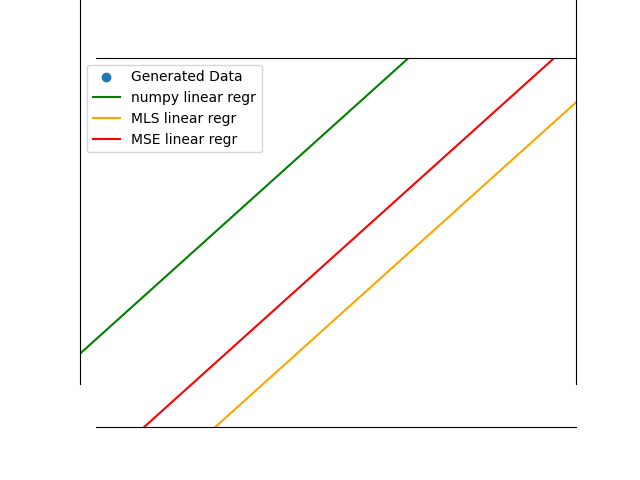 Generated Data
numpy linear regr
MLS linear regr
MSE linear regr